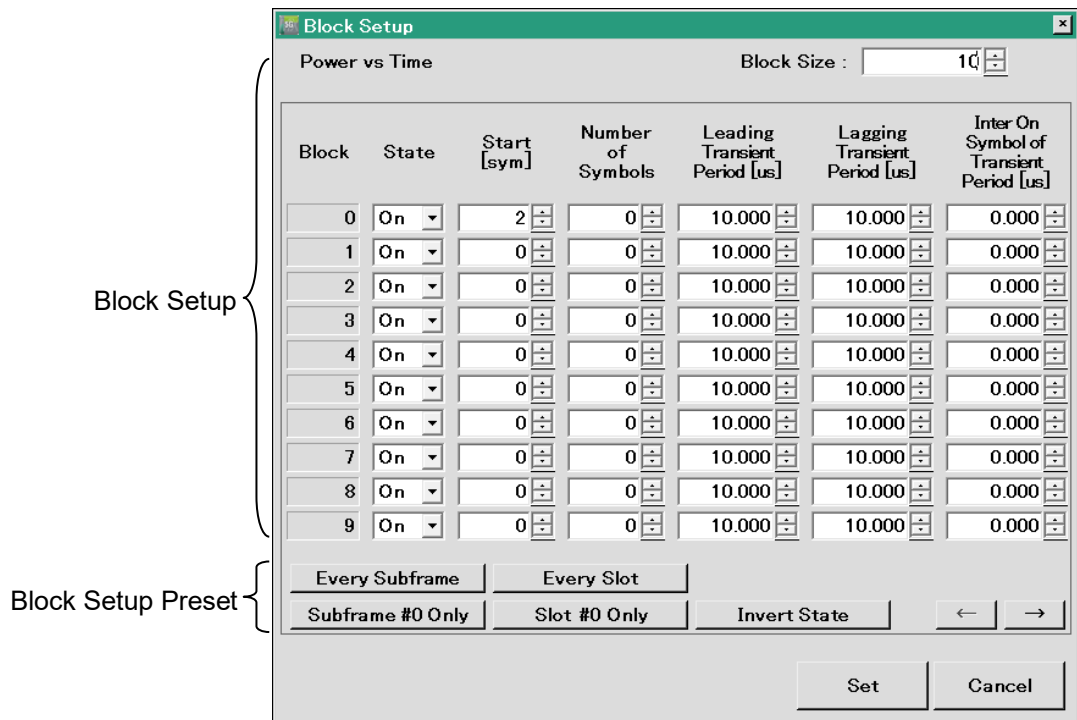 Block Setup
Power vs Time Block Size : 10
Block State Start [sym] Number of Symbols Leading Transient Period [us] Lagging Transient Period [us] Inter On Symbol of Transient Period [us]
0 On 2 0 10.000 10.000 0.000
1 On 0 0 10.000 10.000 0.000
2 On 0 0 10.000 10.000 0.000
3 On 0 0 10.000 10.000 0.000
4 On 0 0 10.000 10.000 0.000
5 On 0 0 10.000 10.000 0.000
6 On 0 0 10.000 10.000 0.000
7 On 0 0 10.000 10.000 0.000
8 On 0 0 10.000 10.000 0.000
9 On 0 0 10.000 10.000 0.000
Block Setup
Every Subframe Every Slot
Subframe #0 Only Slot #0 Only Invert State ← →
Block Setup Preset
Set Cancel